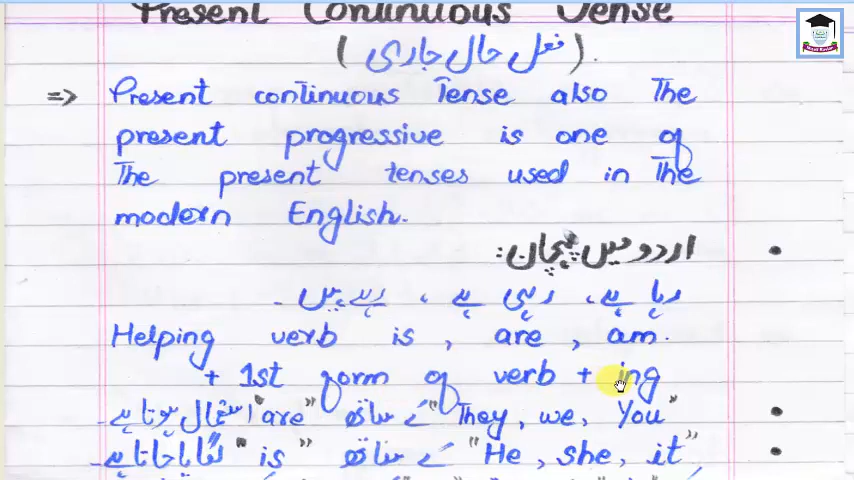 Present Continuous Tense
(فعل حال جاری)
=> Present continuous Tense also The
present progressive is one of
The present tenses used in The
modern English.
اردو میں پہچان:
رہا ہے، رہی ہے، رہے ہیں۔
Helping verb is, are, am.
+ 1st form of verb + ing
"They, we, You" کے ساتھ "are" استعمال ہوتا ہے۔
"He, she, it" کے ساتھ "is" لگایا جاتا ہے۔